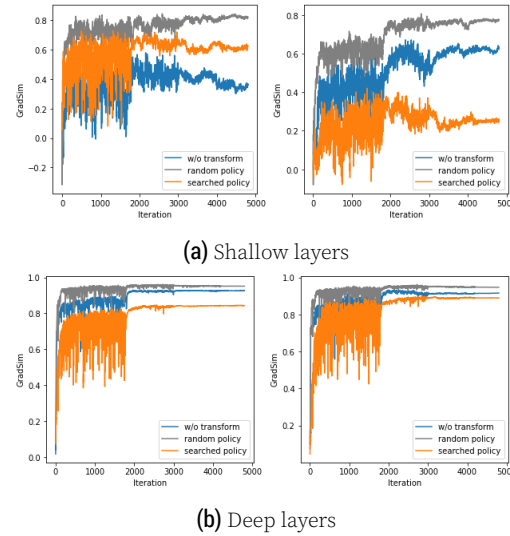 0.8
0.6
0.4
0.2
0.0
−0.2
GradSim
0 1000 2000 3000 4000 5000
Iteration
w/o transform
random policy
searched policy
0.8
0.6
0.4
0.2
0.0
GradSim
0 1000 2000 3000 4000 5000
Iteration
w/o transform
random policy
searched policy
(a) Shallow layers
1.0
0.8
0.6
0.4
0.2
0.0
GradSim
0 1000 2000 3000 4000 5000
Iteration
w/o transform
random policy
searched policy
1.0
0.8
0.6
0.4
0.2
GradSim
0 1000 2000 3000 4000 5000
Iteration
w/o transform
random policy
searched policy
(b) Deep layers